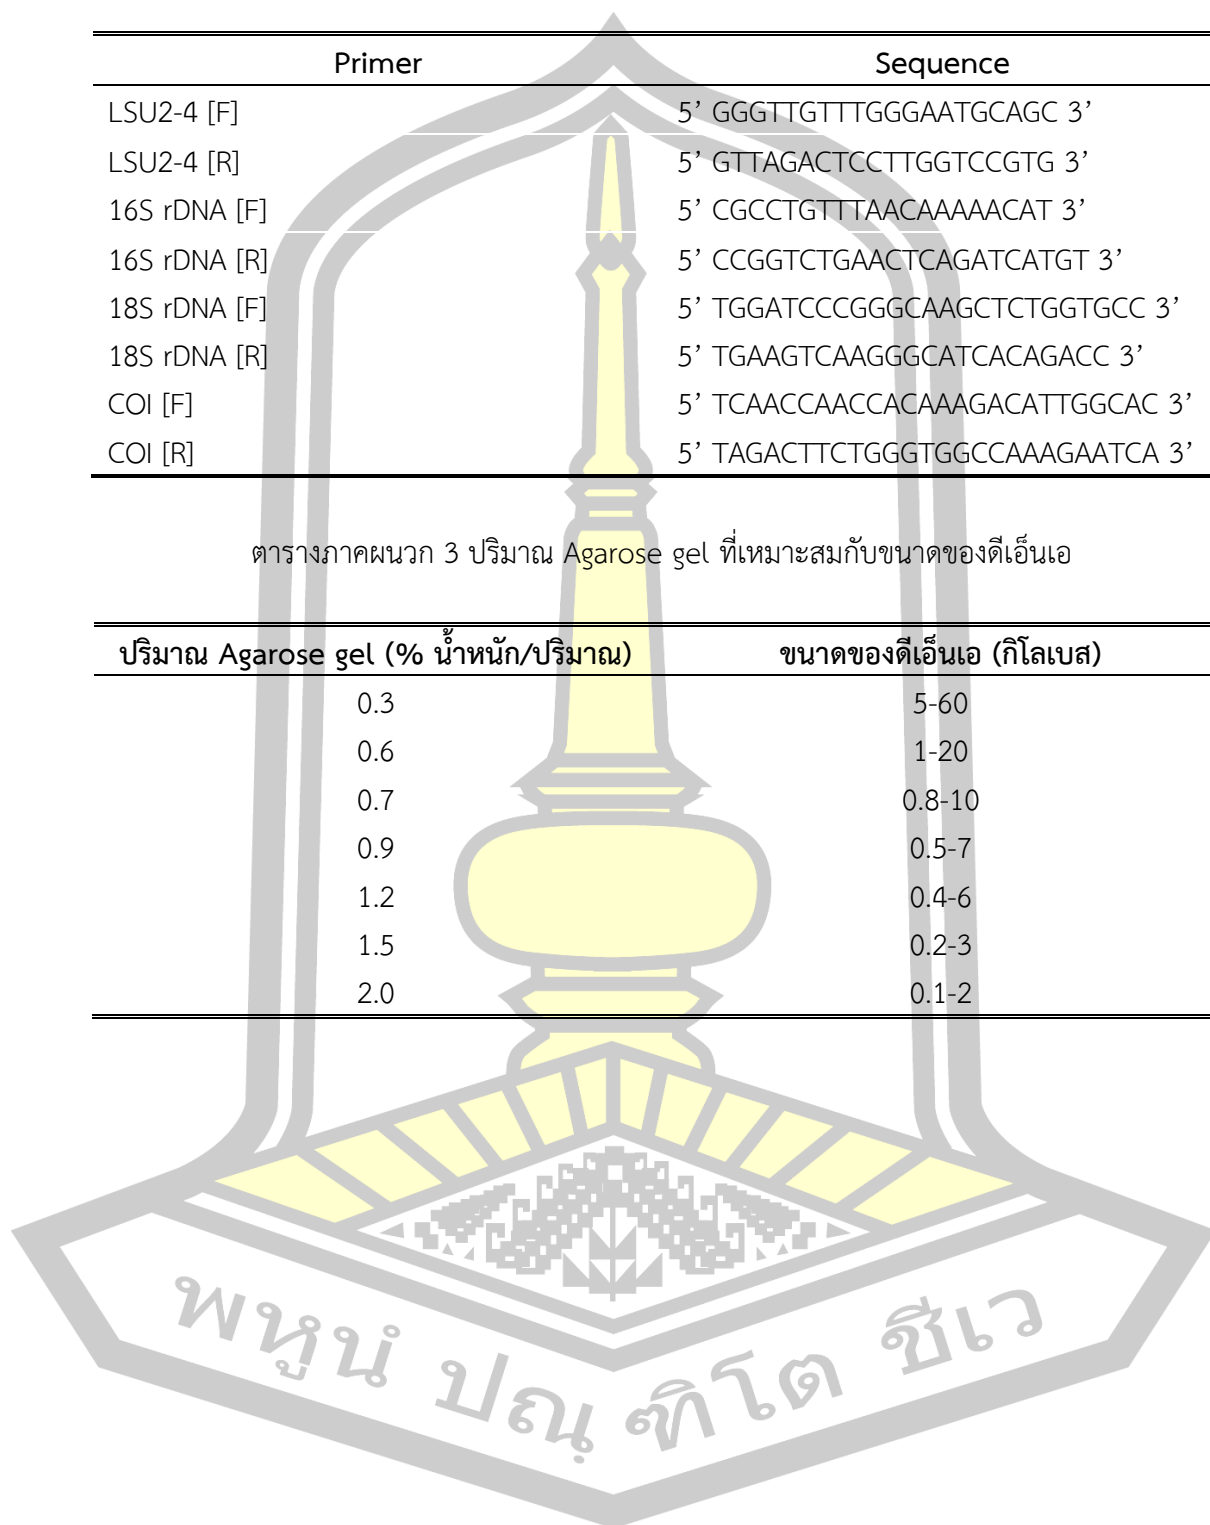 Primer Sequence
LSU2-4 [F] 5’ GGGTTGTTTGGGAATGCAGC 3’
LSU2-4 [R] 5’ GTTAGACTCCTTGGTCCGTG 3’
16S rDNA [F] 5’ CGCCTGTTTAACAAAAACAT 3’
16S rDNA [R] 5’ CCGGTCTGAACTCAGATCATGT 3’
18S rDNA [F] 5’ TGGATCCCGGGCAAGCTCTGGTGCC 3’
18S rDNA [R] 5’ TGAAGTCAAGGGCATCACAGACC 3’
COI [F] 5’ TCAACCAACCACAAAGACATTGGCAC 3’
COI [R] 5’ TAGACTTCTGGGTGGCCAAAGAATCA 3’
ตารางภาคผนวก 3 ปริมาณ Agarose gel ที่เหมาะสมกับขนาดของดีเอ็นเอ
ปริมาณ Agarose gel (% น้ำหนัก/ปริมาณ) ขนาดของดีเอ็นเอ (กิโลเบส)
0.3 5-60
0.6 1-20
0.7 0.8-10
0.9 0.5-7
1.2 0.4-6
1.5 0.2-3
2.0 0.1-2
พหูนํ ปณฺฑิโต ชีเว